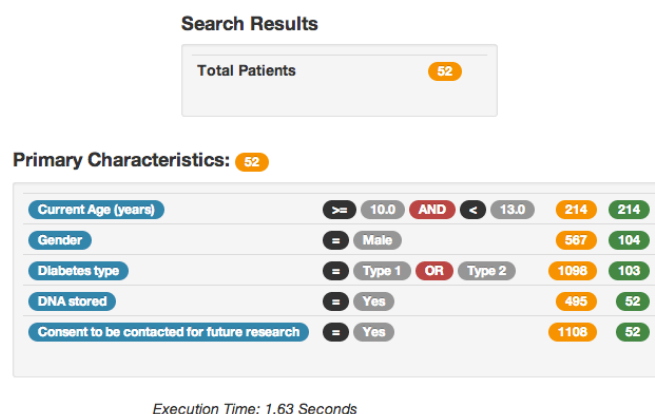 Search Results
Total Patients 52
Primary Characteristics: 52
Current Age (years) >= 10.0 AND < 13.0 214 214
Gender = Male 567 104
Diabetes type = Type 1 OR Type 2 1098 103
DNA stored = Yes 495 52
Consent to be contacted for future research = Yes 1108 52
Execution Time: 1.63 Seconds